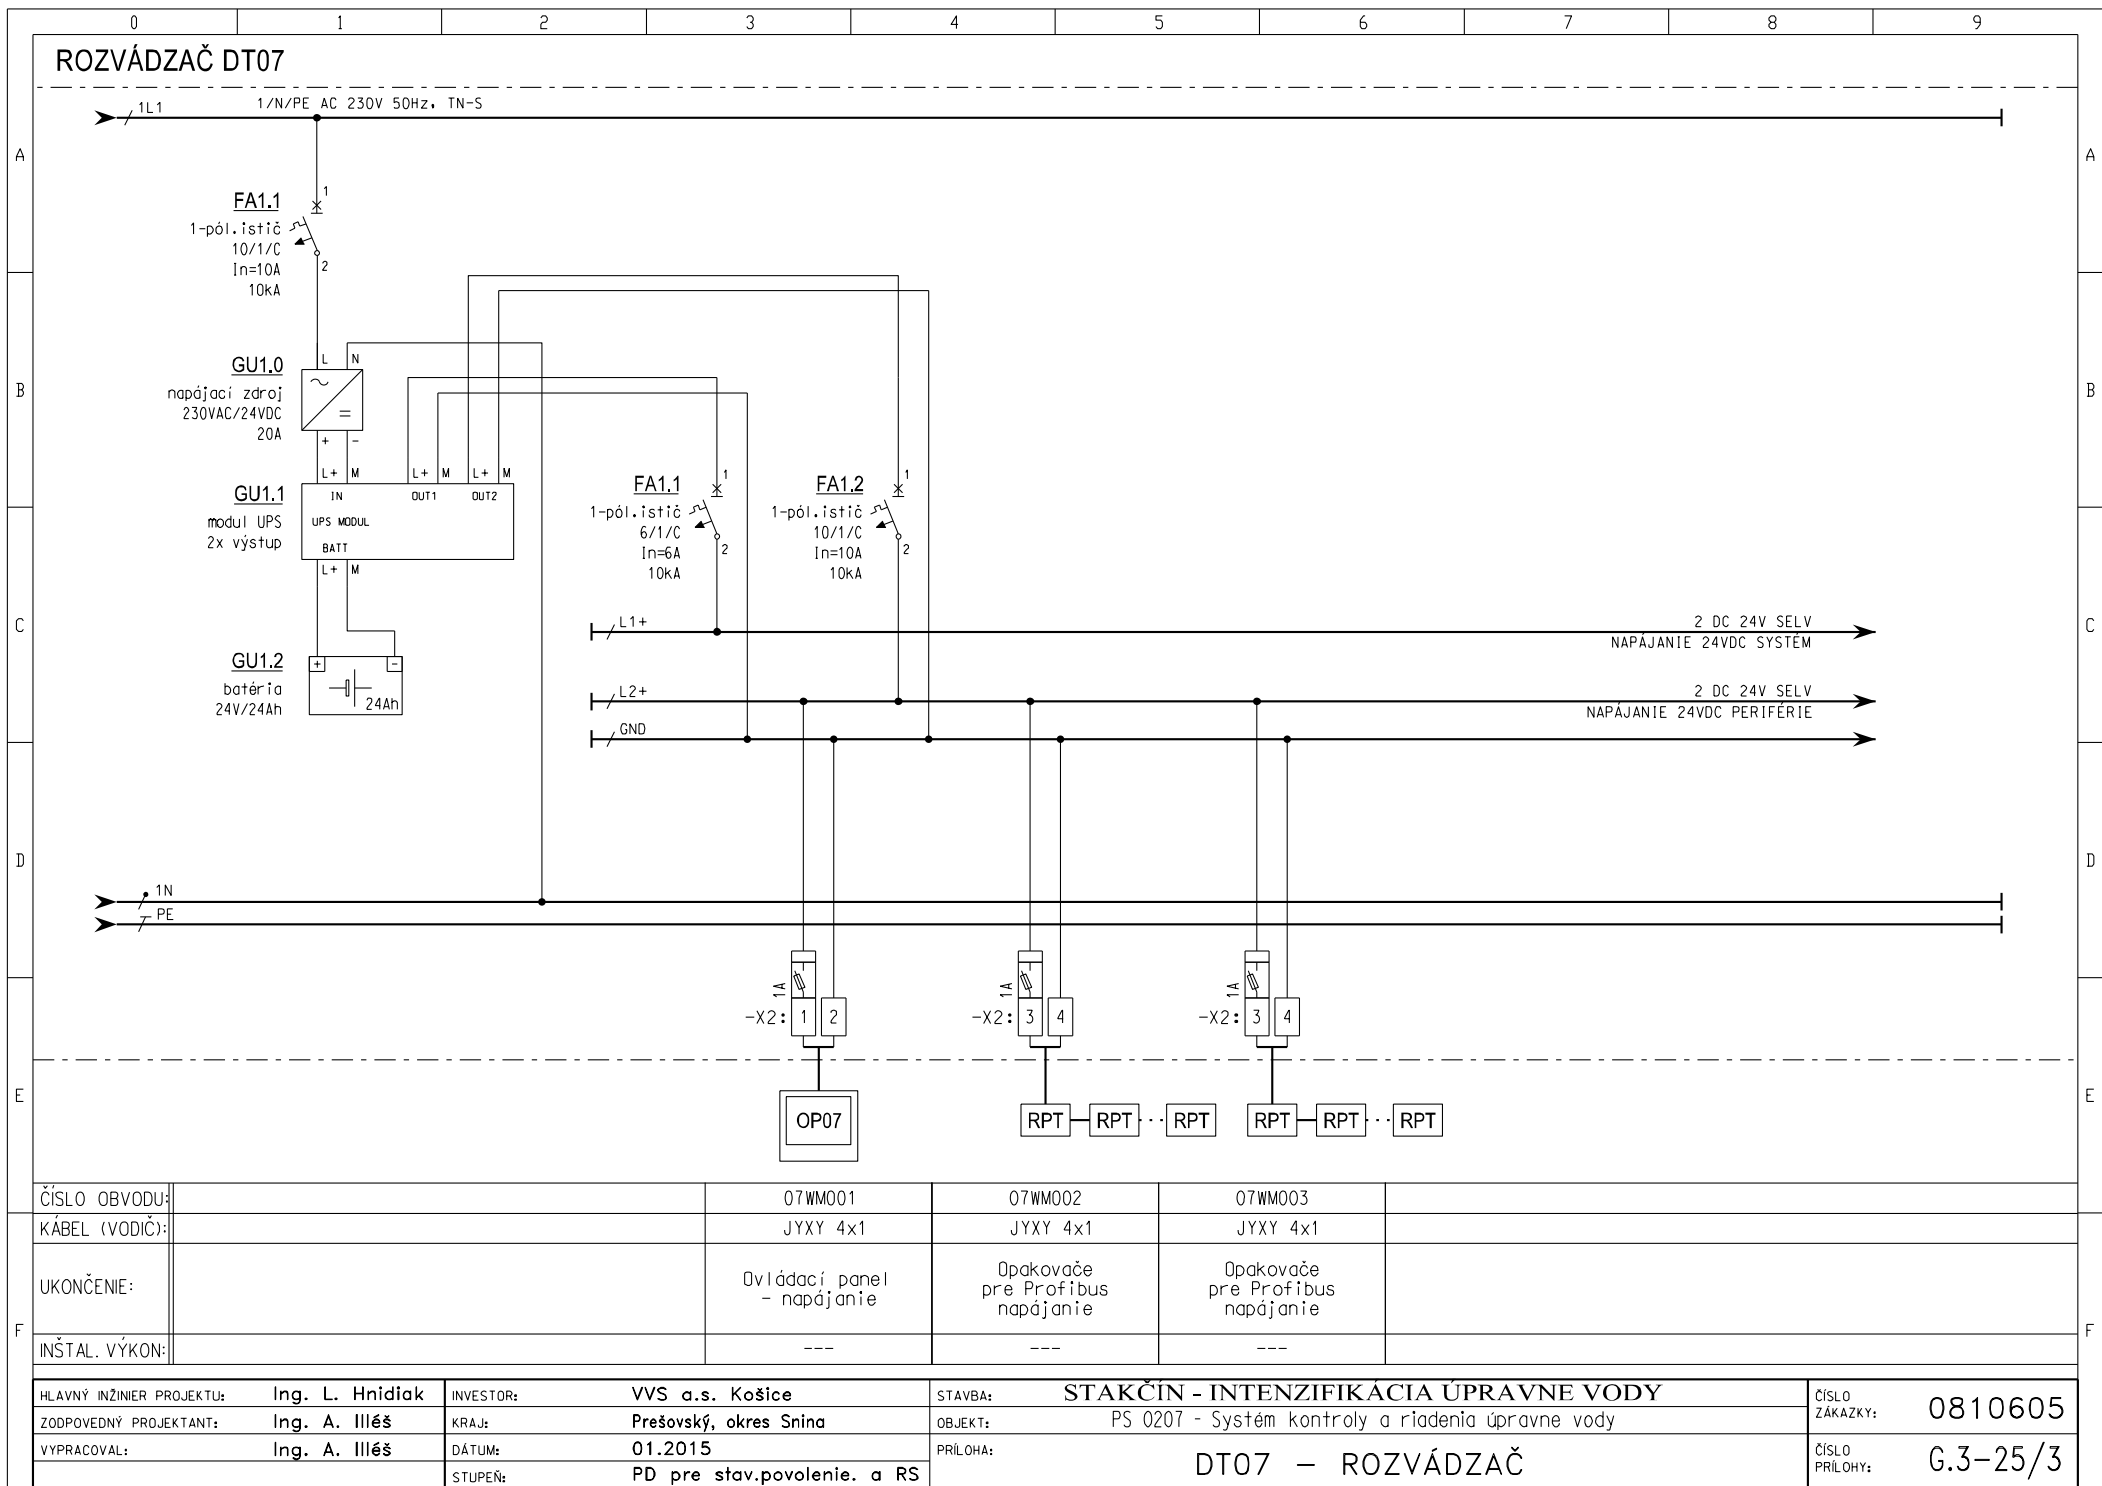 0 1 2 3 4 5 6 7 8 9
ROZVÁDZAČ DT07
1L1 1/N/PE AC 230V 50Hz, TN-S
A A
1
FA1.1
1-pól.istič
10/1/C
In=10A
10kA
2
L N
GU1.0
napájací zdroj
230VAC/24VDC
20A
+ -
B B
L+ M L+ M L+ M
GU1.1
modul UPS
2x výstup
IN OUT1 OUT2
UPS MODUL
BATT
L+ M
1
FA1.1
1-pól.istič
6/1/C
In=6A
10kA
2
1
FA1.2
1-pól.istič
10/1/C
In=10A
10kA
2
C C
L1+ 2 DC 24V SELV
NAPÁJANIE 24VDC SYSTÉM
GU1.2
batéria
24V/24Ah
+ -
24Ah
L2+ 2 DC 24V SELV
NAPÁJANIE 24VDC PERIFÉRIE
GND
D D
1N
PE
1A 1A 1A
-X2: 1 2 -X2: 3 4 -X2: 3 4
E E
OP07 RPT RPT RPT RPT RPT RPT
ČÍSLO OBVODU: 07WM001 07WM002 07WM003
KÁBEL (VODIČ): JYXY 4x1 JYXY 4x1 JYXY 4x1
UKONČENIE:
Ovládací panel
- napájanie
Opakovače
pre Profibus
napájanie
Opakovače
pre Profibus
napájanie
F F
INŠTAL. VÝKON: --- --- ---
HLAVNÝ INŽINIER PROJEKTU: Ing. L. Hnidiak
ZODPOVEDNÝ PROJEKTANT: Ing. A. Illéš
VYPRACOVAL: Ing. A. Illéš
INVESTOR: VVS a.s. Košice
KRAJ: Prešovský, okres Snina
DÁTUM: 01.2015
STUPEŇ: PD pre stav.povolenie. a RS
STAVBA: STAKČÍN - INTENZIFIKÁCIA ÚPRAVNE VODY
OBJEKT: PS 0207 - Systém kontroly a riadenia úpravne vody
PRÍLOHA: DT07 - ROZVÁDZAČ
ČÍSLO
ZÁKAZKY: 0810605
ČÍSLO
PRÍLOHY: G.3-25/3